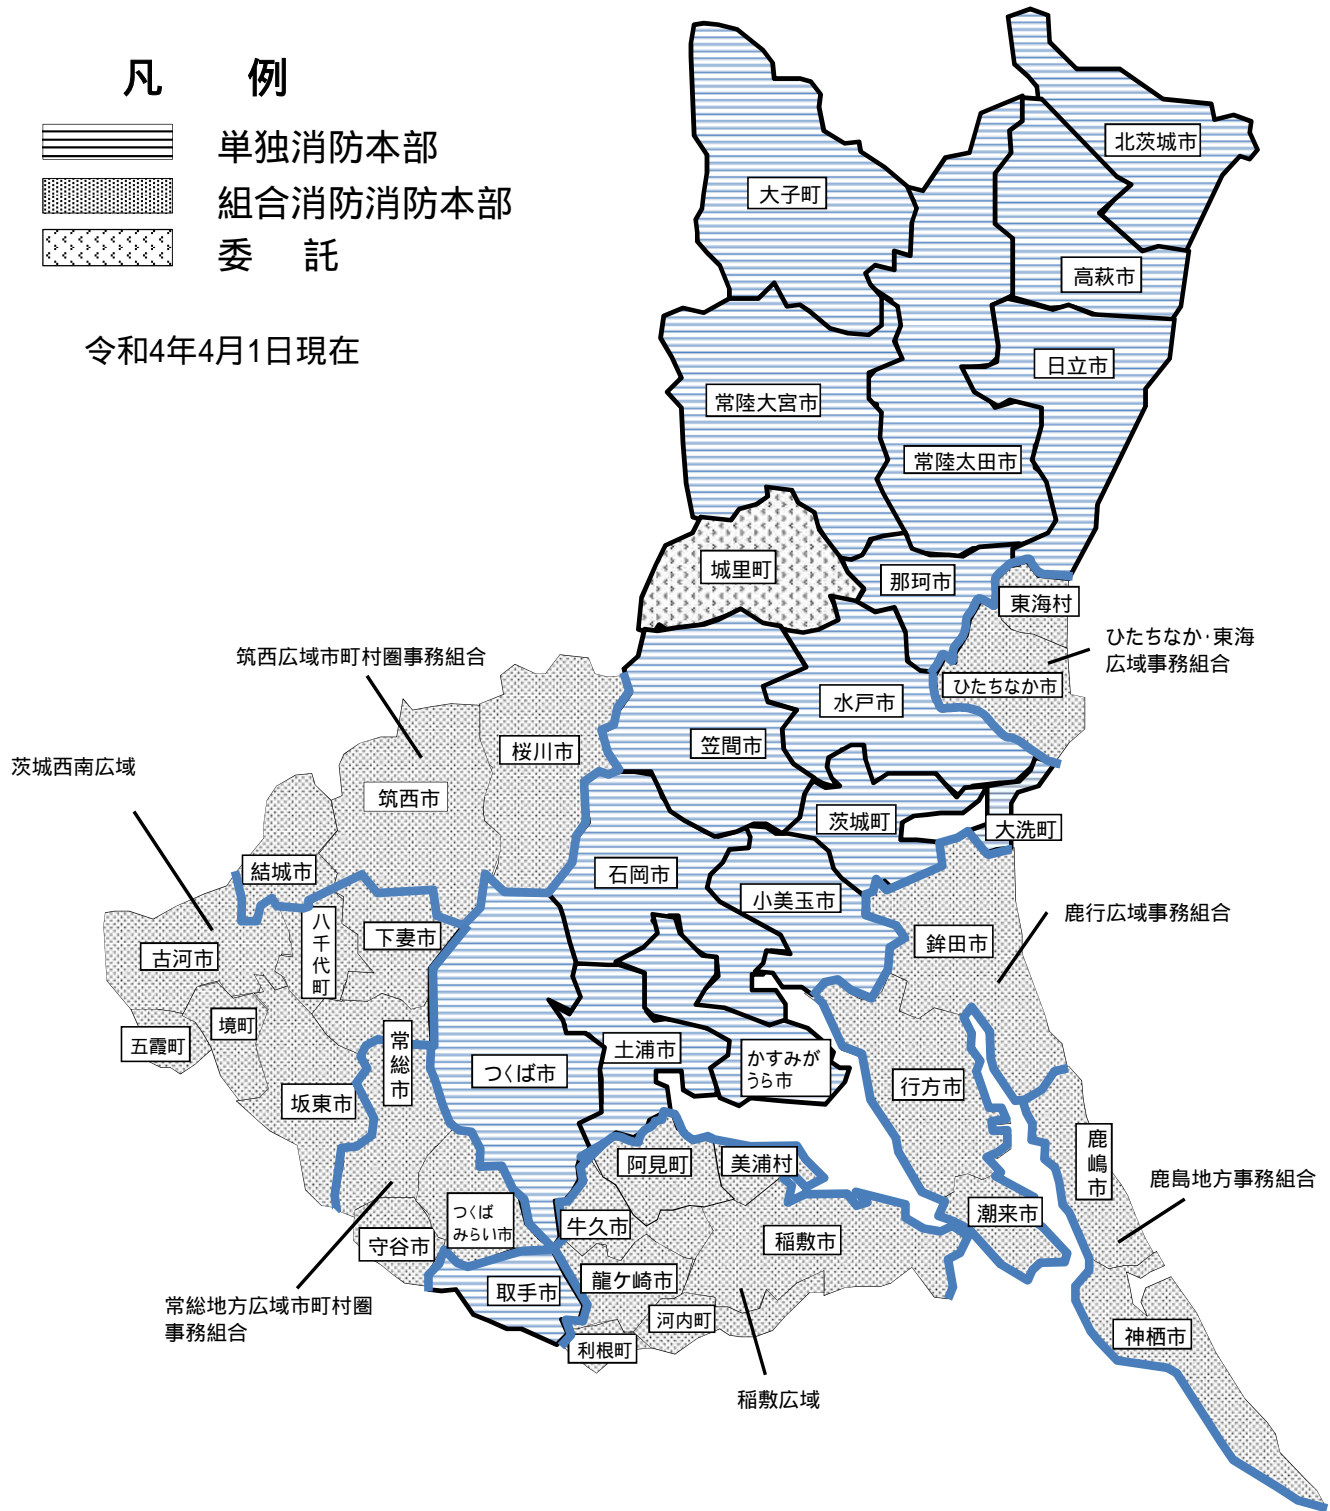 凡　例
単独消防本部
組合消防消防本部
委　託
令和4年4月1日現在
北茨城市
大子町
高萩市
日立市
常陸大宮市
常陸太田市
城里町
那珂市
東海村
ひたちなか・東海
広域事務組合
筑西広域市町村圏事務組合
ひたちなか市
水戸市
笠間市
桜川市
茨城西南広域
筑西市
茨城町
大洗町
結城市
石岡市
小美玉市
鹿行広域事務組合
八千代町
下妻市
鉾田市
古河市
境町
五霞町
常総市
土浦市
かすみが
うら市
つくば市
行方市
坂東市
鹿嶋市
阿見町
美浦村
鹿島地方事務組合
潮来市
つくば
みらい市
牛久市
守谷市
稲敷市
龍ケ崎市
取手市
常総地方広域市町村圏
事務組合
河内町
神栖市
利根町
稲敷広域